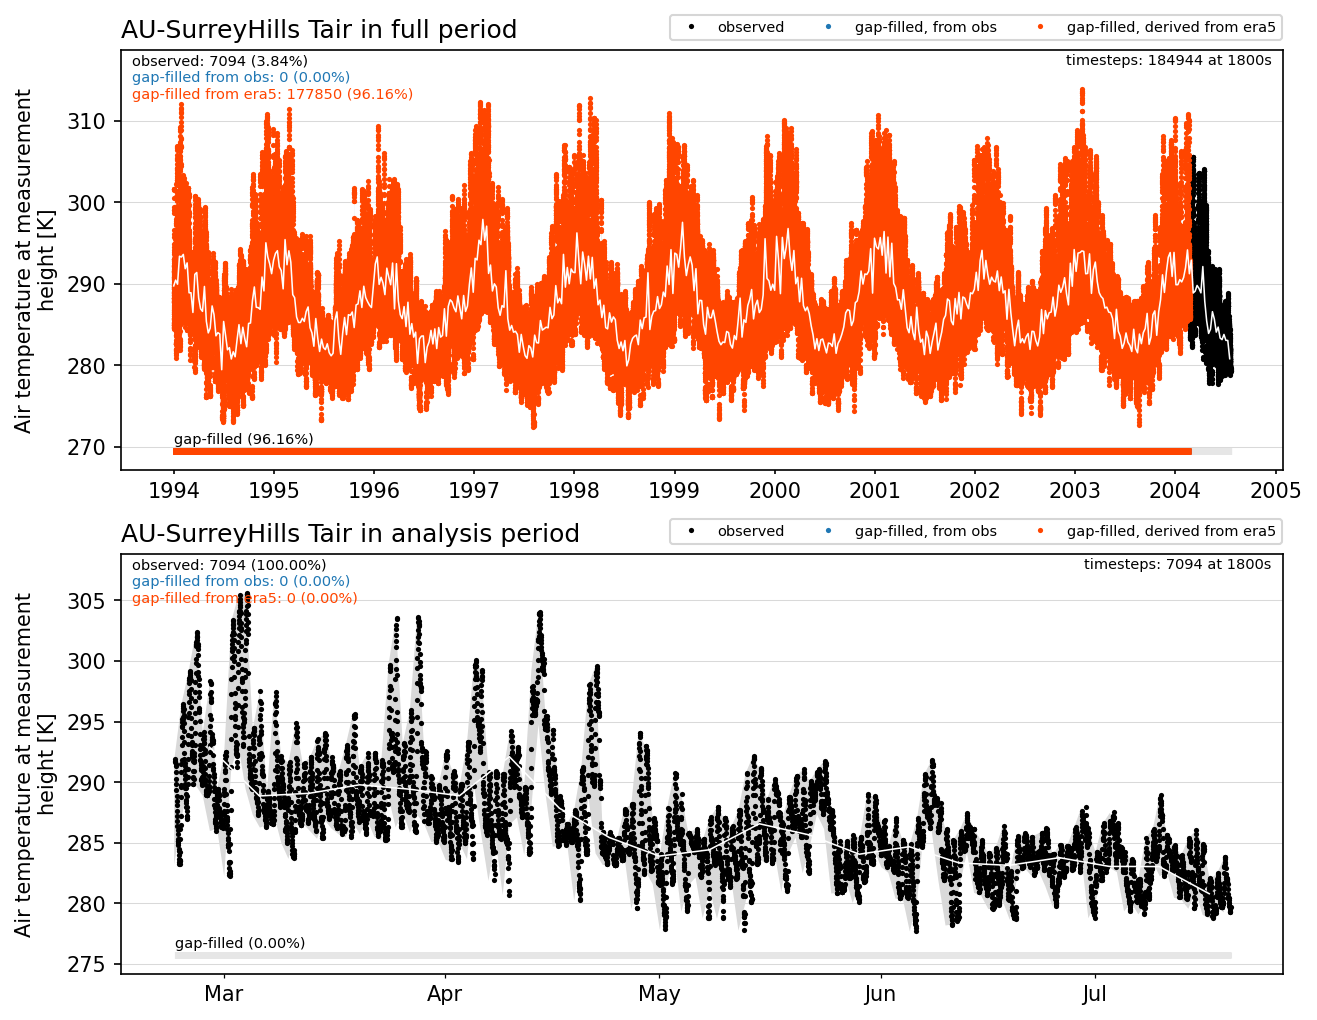 AU-SurreyHills Tair in full period
observed
gap-filled, from obs
gap-filled, derived from era5
observed: 7094 (3.84%)
gap-filled from obs: 0 (0.00%)
gap-filled from era5: 177850 (96.16%)
timesteps: 184944 at 1800s
Air temperature at measurement
height [K]
310
300
290
280
270
gap-filled (96.16%)
1994
1995
1996
1997
1998
1999
2000
2001
2002
2003
2004
2005
AU-SurreyHills Tair in analysis period
observed
gap-filled, from obs
gap-filled, derived from era5
observed: 7094 (100.00%)
gap-filled from obs: 0 (0.00%)
gap-filled from era5: 0 (0.00%)
timesteps: 7094 at 1800s
Air temperature at measurement
height [K]
305
300
295
290
285
280
275
gap-filled (0.00%)
Mar
Apr
May
Jun
Jul